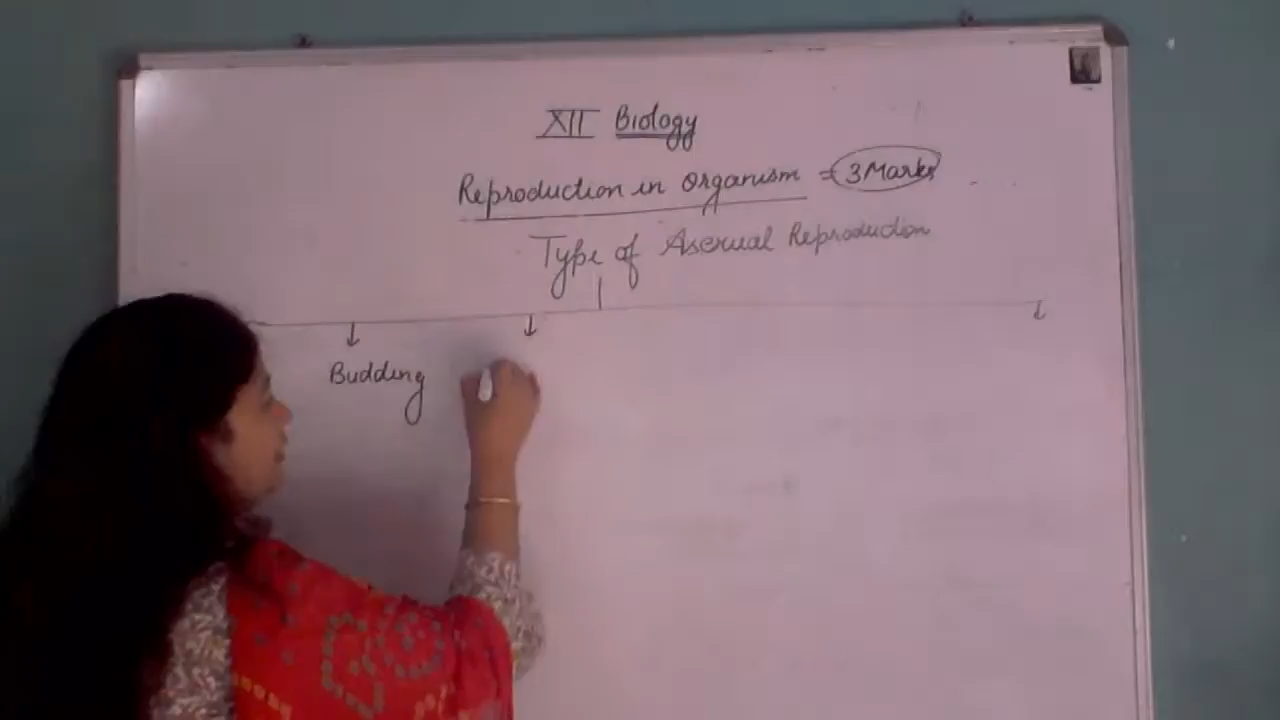 XII Biology
Reproduction in Organism = 3 Marks
Type of Asexual Reproduction
Budding